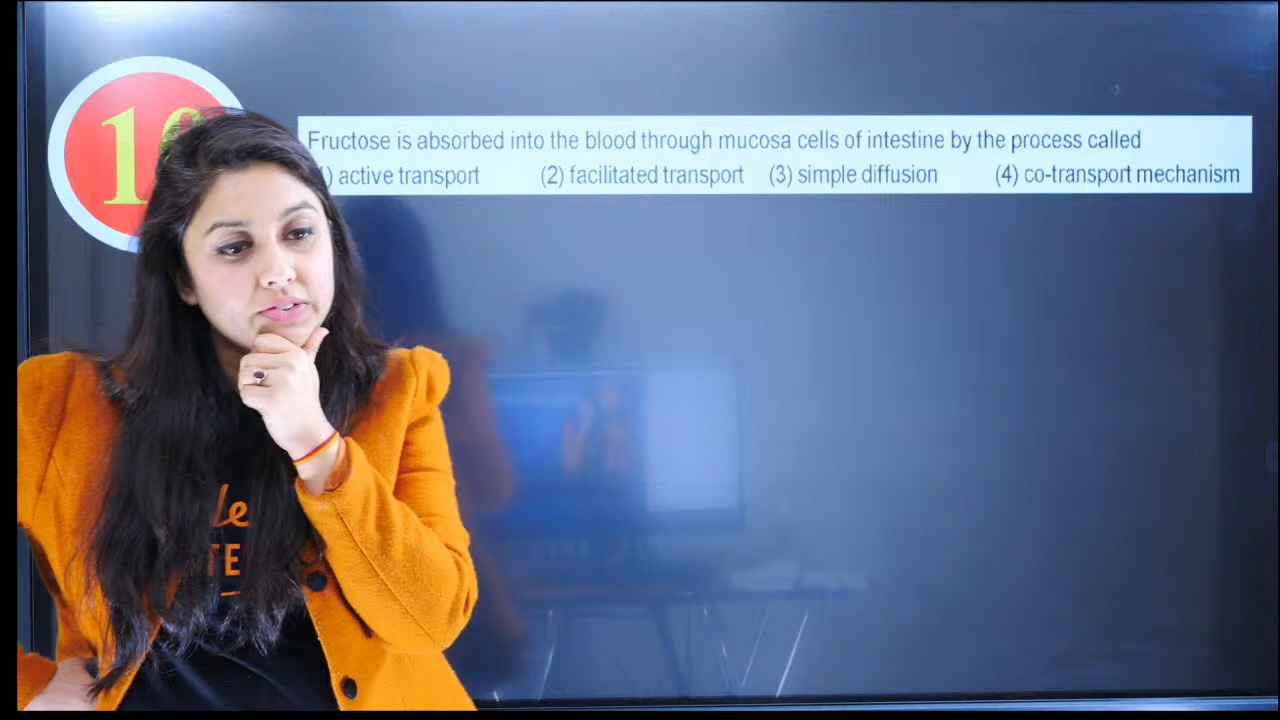 Fructose is absorbed into the blood through mucosa cells of intestine by the process called
) active transport (2) facilitated transport (3) simple diffusion (4) co-transport mechanism